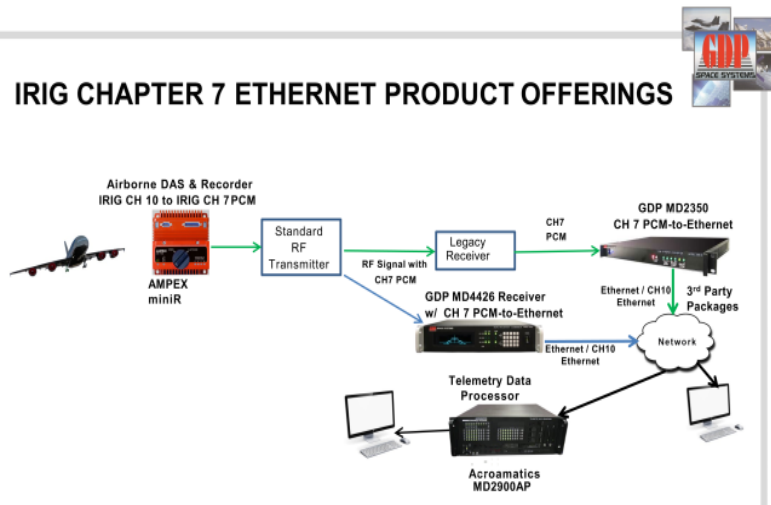 GDP
SPACE SYSTEMS
IRIG CHAPTER 7 ETHERNET PRODUCT OFFERINGS
Airborne DAS & Recorder
IRIG CH 10 to IRIG CH 7 PCM
AMPEX
miniR
Standard
RF
Transmitter
RF Signal with
CH7 PCM
Legacy
Receiver
CH7
PCM
GDP MD2350
CH 7 PCM-to-Ethernet
GDP MD4426 Receiver
w/ CH 7 PCM-to-Ethernet
Ethernet / CH10
Ethernet
3rd Party
Packages
Ethernet / CH10
Ethernet
Network
Telemetry Data
Processor
Acroamatics
MD2900AP